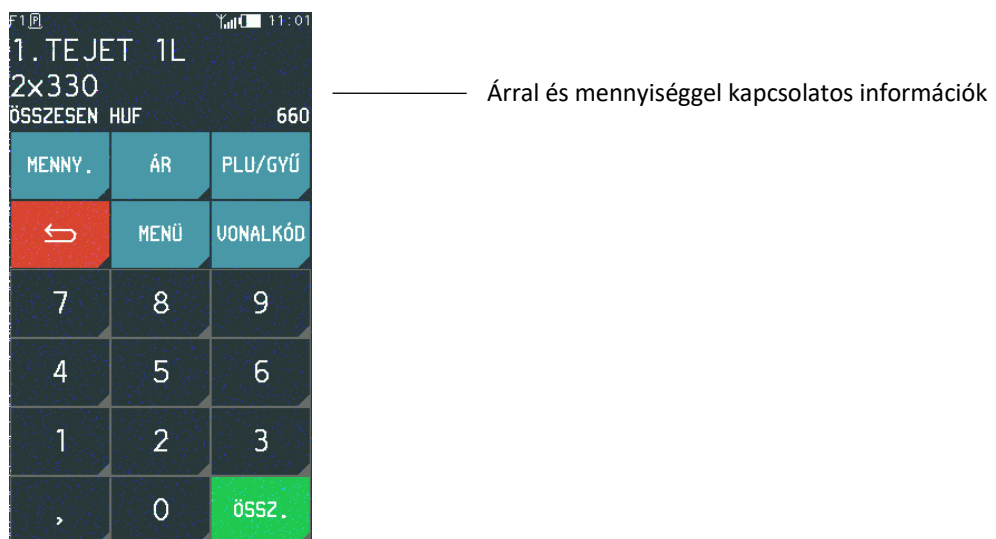 F1 P 11:01
1.TEJET 1L
2x330
ÖSSZESEN HUF 660
Árral és mennyiséggel kapcsolatos információk
MENNY. ÁR PLU/GYŰ
MENÜ VONALKÓD
7 8 9
4 5 6
1 2 3
, 0 ÖSSZ.